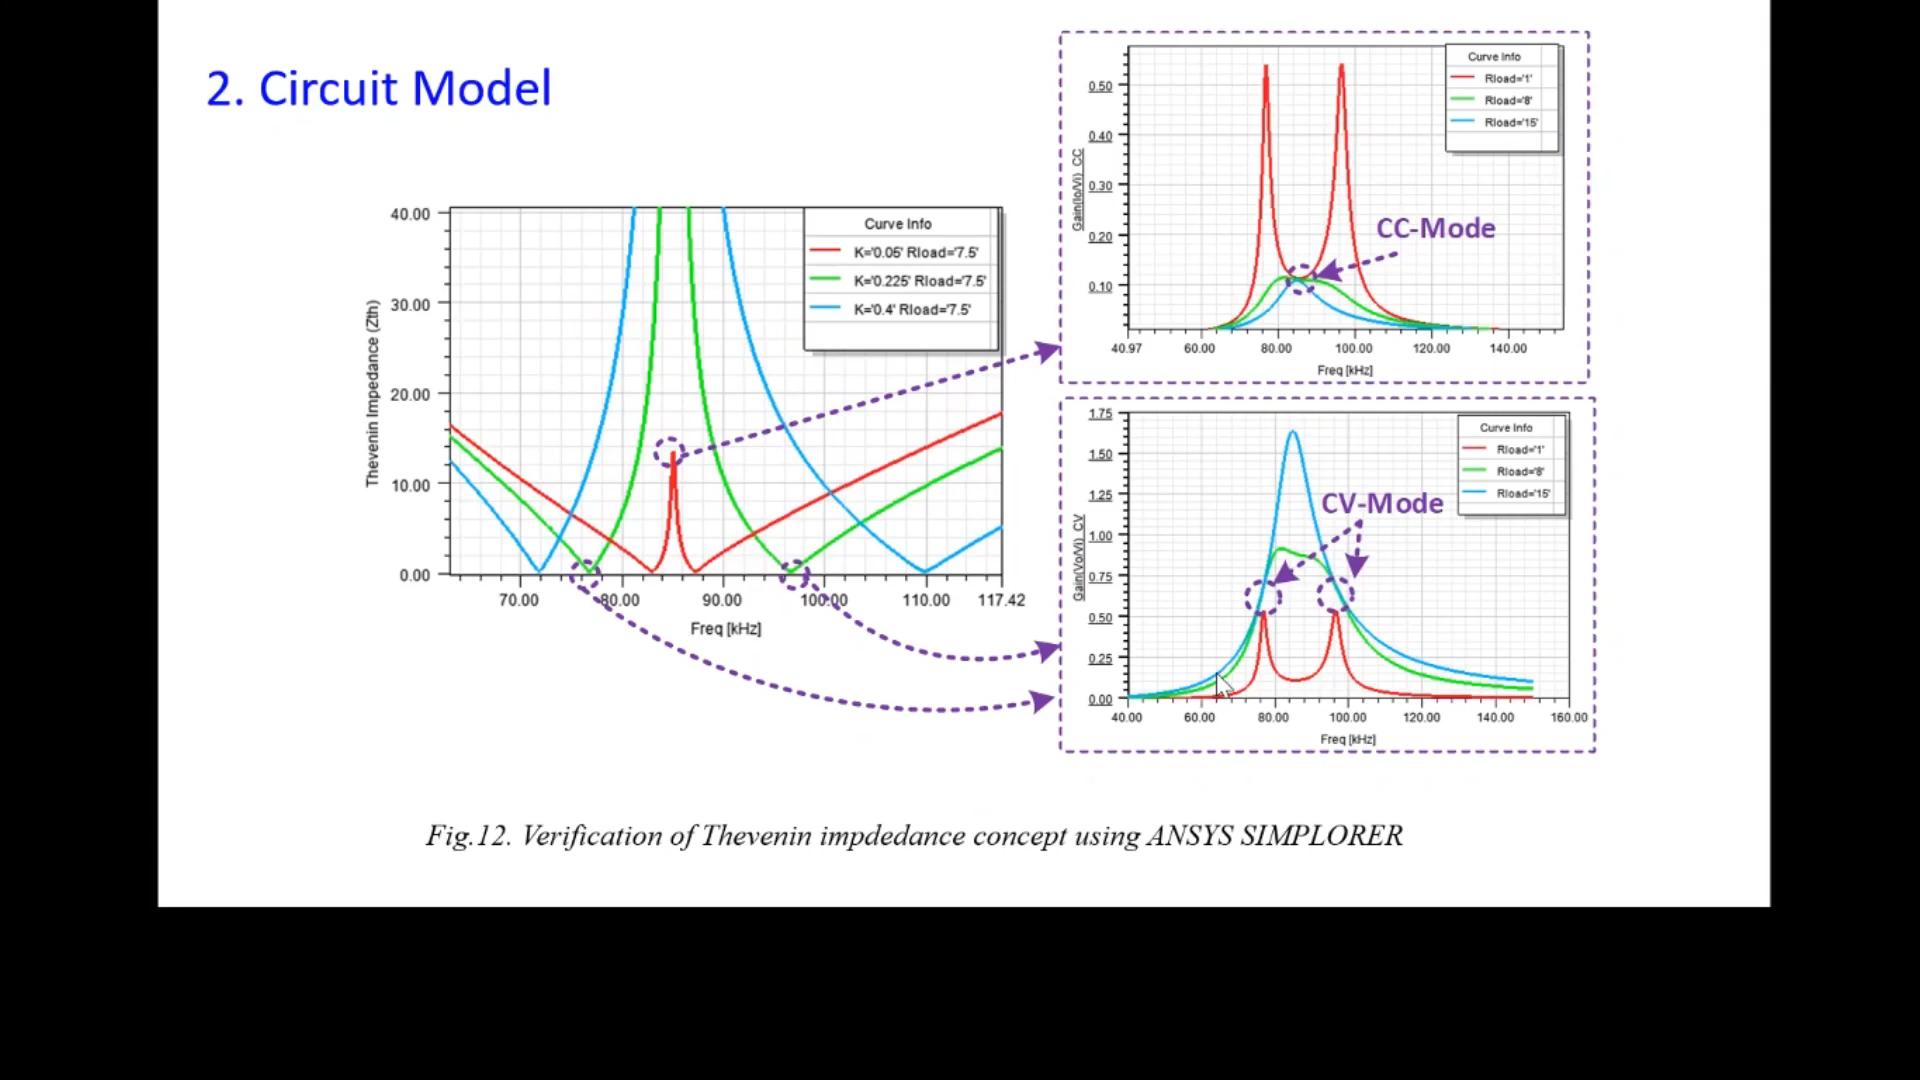 2. Circuit Model
40.00
30.00
20.00
10.00
0.00
Thevenin Impedance (Zth)
Curve Info
K='0.05' Rload='7.5'
K='0.225' Rload='7.5'
K='0.4' Rload='7.5'
70.00 80.00 90.00 100.00 110.00 117.42
Freq [kHz]
0.50
0.40
0.30
0.20
0.10
Gain(Io/Vi)_CC
Curve Info
Rload='1'
Rload='8'
Rload='15'
CC-Mode
40.97 60.00 80.00 100.00 120.00 140.00
Freq [kHz]
1.75
1.50
1.25
1.00
0.75
0.50
0.25
0.00
Gain(Vo/Vi)_CV
Curve Info
Rload='1'
Rload='8'
Rload='15'
CV-Mode
40.00 60.00 80.00 100.00 120.00 140.00 160.00
Freq [kHz]
Fig.12. Verification of Thevenin impdedance concept using ANSYS SIMPLORER